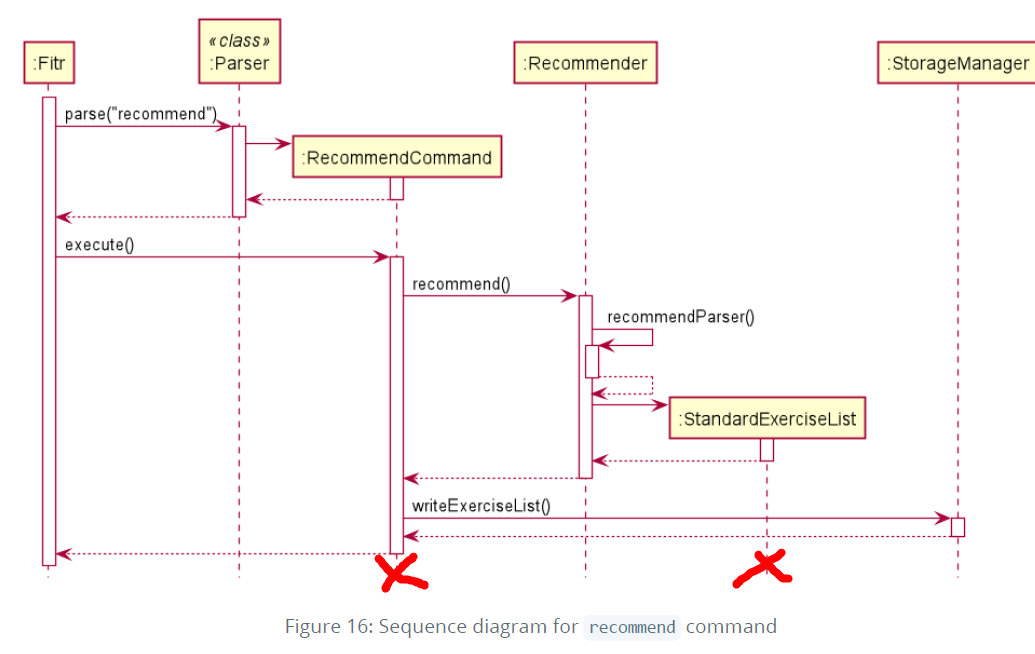 «class»
:Fitr
:Parser
:Recommender
:StorageManager
parse("recommend")
:RecommendCommand
execute()
recommend()
recommendParser()
:StandardExerciseList
writeExerciseList()
Figure 16: Sequence diagram for recommend command